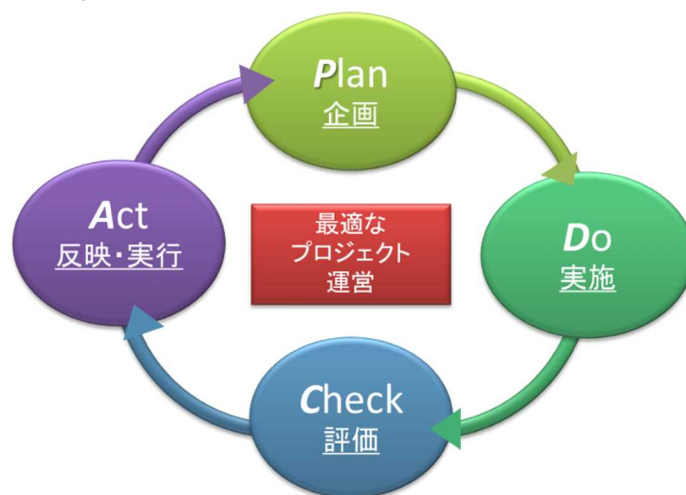 Plan
企画
Do
実施
Check
評価
Act
反映・実行
最適な
プロジェクト
運営